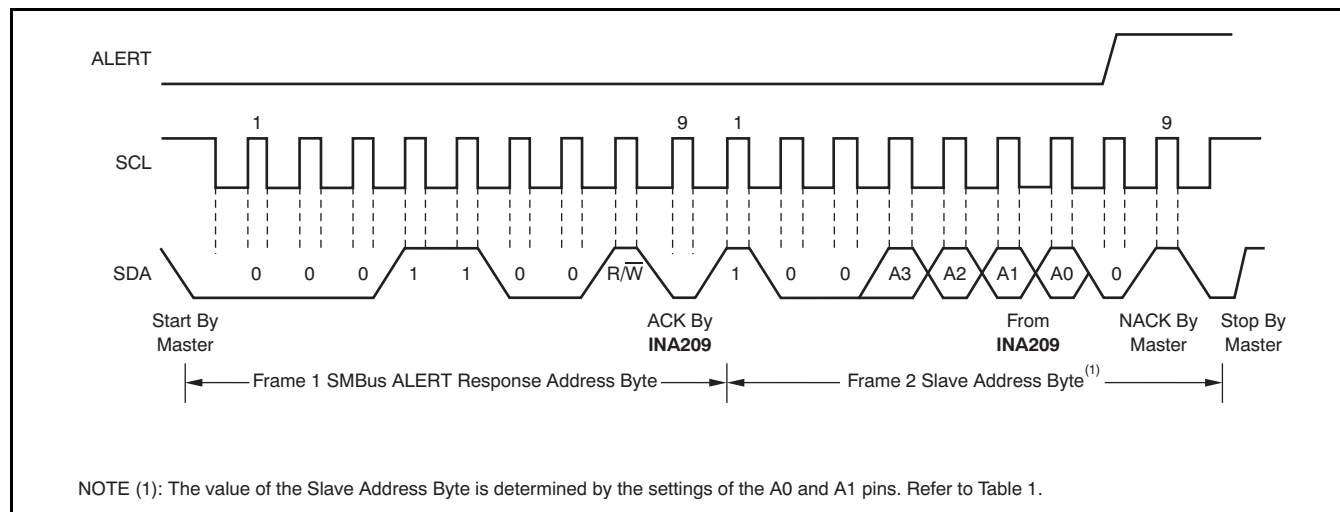 ALERT
1 9 1 9
SCL
SDA 0 0 0 1 1 0 0 R/W̅ 1 0 0 A3 A2 A1 A0 0
Start By
Master
ACK By
INA209
From
INA209
NACK By
Master
Stop By
Master
Frame 1 SMBus ALERT Response Address Byte
Frame 2 Slave Address Byte(1)
NOTE (1): The value of the Slave Address Byte is determined by the settings of the A0 and A1 pins. Refer to Table 1.